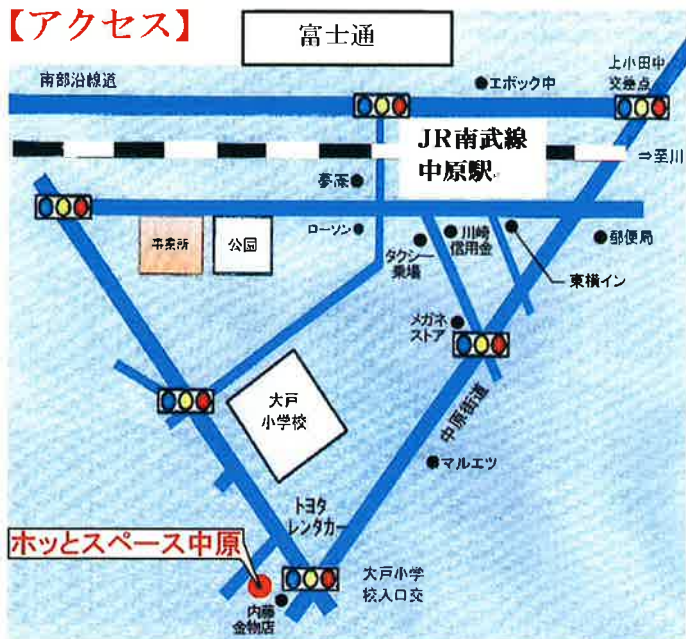 【アクセス】
富士通
南部沿線道
エポック中
上小田中
交差点
JR南武線
中原駅
⇒至川
夢庵
ローソン
事業所
公園
タクシー
乗場
川崎
信用金
郵便局
東横イン
メガネ
ストア
大戸
小学校
中原街道
マルエツ
トヨタ
レンタカー
ホッとスペース中原
大戸小学
校入口交
内藤
金物店